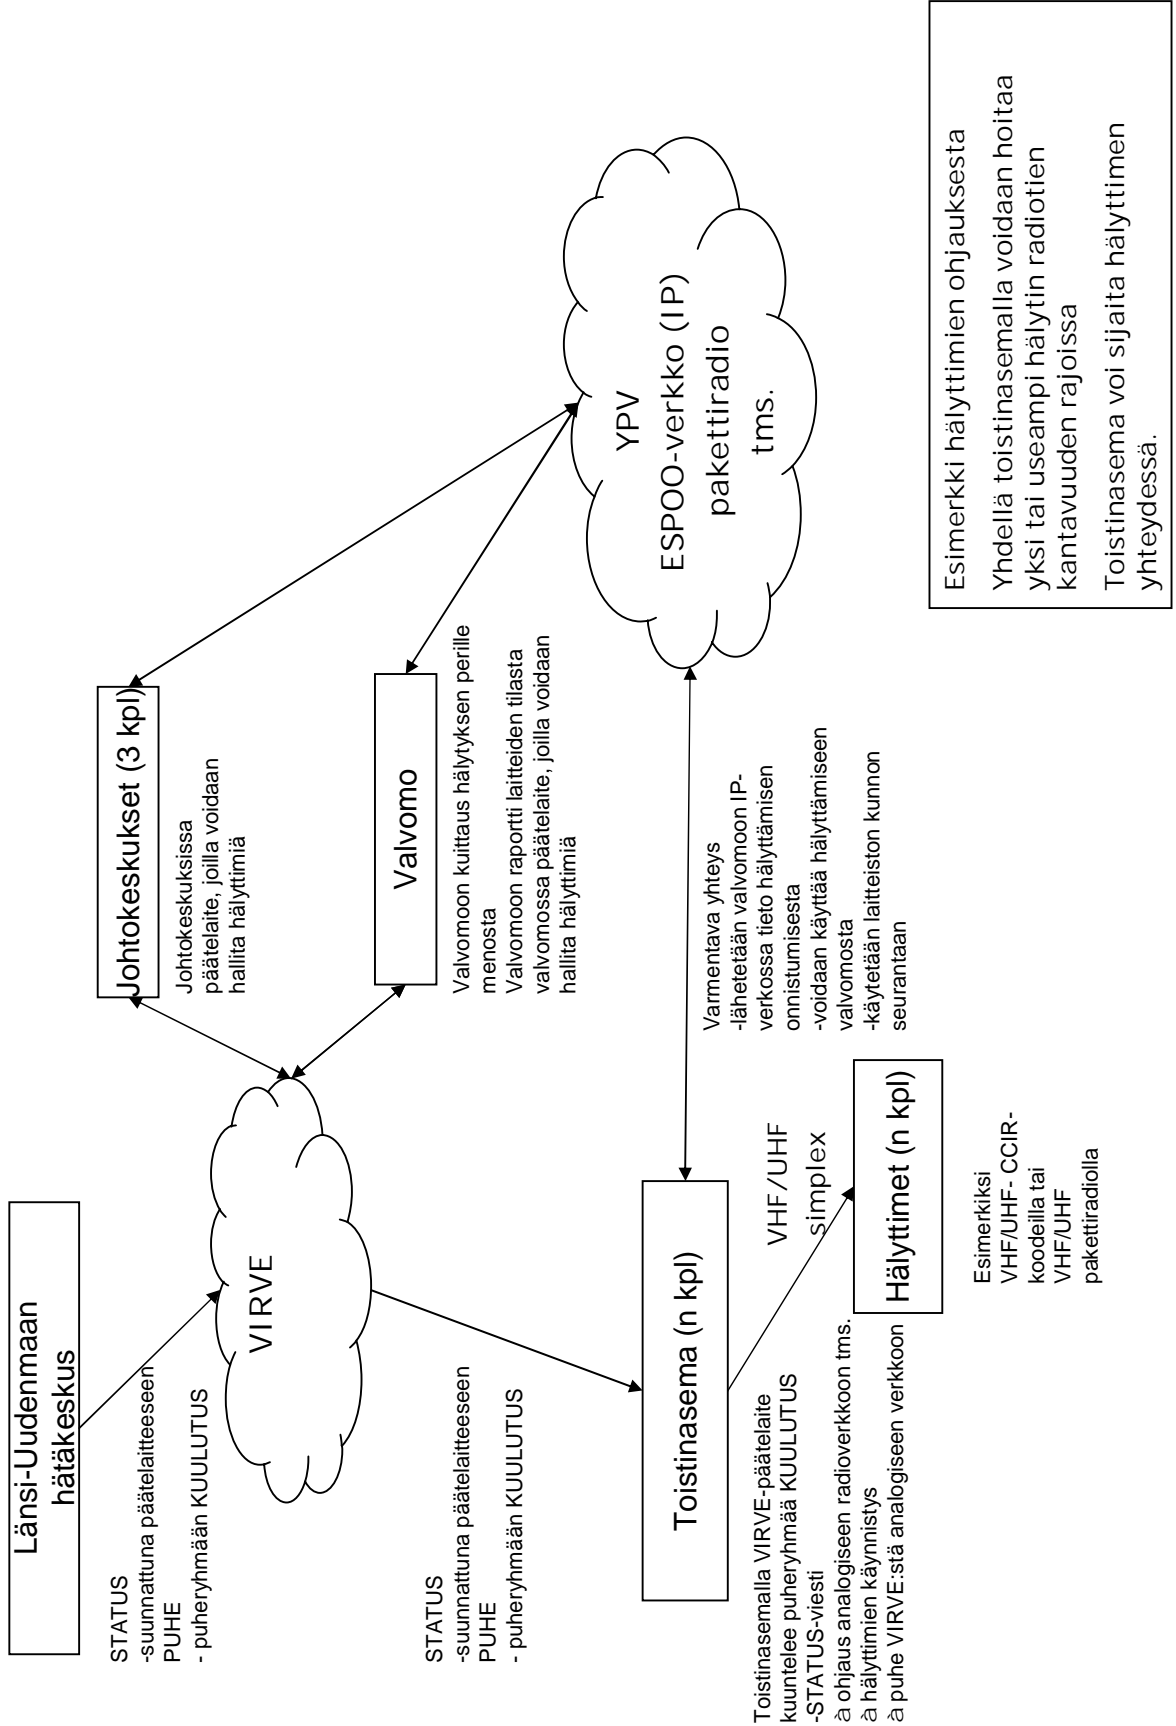 Länsi-Uudenmaan
hätäkeskus
STATUS
-suunnattuna päätelaitteeseen
PUHE
- puheryhmään KUULUTUS
VIRVE
Johtokeskukset (3 kpl)
Johtokeskuksissa
päätelaite, joilla voidaan
hallita hälyttimiä
Valvomo
Valvomoon kuittaus hälytyksen perille
menosta
Valvomoon raportti laitteiden tilasta
valvomossa päätelaite, joilla voidaan
hallita hälyttimiä
STATUS
-suunnattuna päätelaitteeseen
PUHE
- puheryhmään KUULUTUS
YPV
ESPOO-verkko (IP)
pakettiradio
tms.
Toistinasema (n kpl)
Varmentava yhteys
-lähetetään valvomoon IP-
verkossa tieto hälyttämisen
onnistumisesta
-voidaan käyttää hälyttämiseen
valvomosta
-käytetään laitteiston kunnon
seurantaan
Toistinasemalla VIRVE-päätelaite
kuuntelee puheryhmää KUULUTUS
-STATUS-viesti
à ohjaus analogiseen radioverkkoon tms.
à hälyttimien käynnistys
à puhe VIRVE:stä analogiseen verkkoon
VHF/UHF
simplex
Hälyttimet (n kpl)
Esimerkiksi
VHF/UHF- CCIR-
koodeilla tai
VHF/UHF
pakettiradiolla
Esimerkki hälyttimien ohjauksesta
Yhdellä toistinasemalla voidaan hoitaa
yksi tai useampi hälytin radiotien
kantavuuden rajoissa
Toistinasema voi sijaita hälyttimen
yhteydessä.